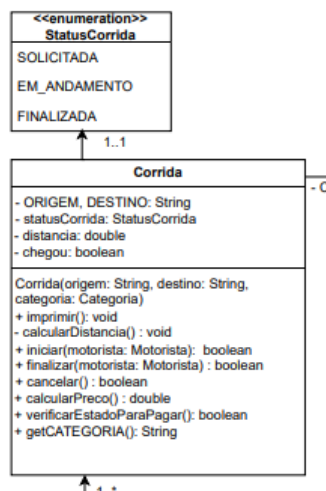 <<enumeration>>
StatusCorrida
SOLICITADA
EM_ANDAMENTO
FINALIZADA
1..1
Corrida
- C
- ORIGEM, DESTINO: String
- statusCorrida: StatusCorrida
- distancia: double
- chegou: boolean
Corrida(origem: String, destino: String,
categoria: Categoria)
+ imprimir(): void
- calcularDistancia() : void
+ iniciar(motorista: Motorista): boolean
+ finalizar(motorista: Motorista) : boolean
+ cancelar() : boolean
+ calcularPreco() : double
+ verificarEstadoParaPagar(): boolean
+ getCATEGORIA(): String
1..*